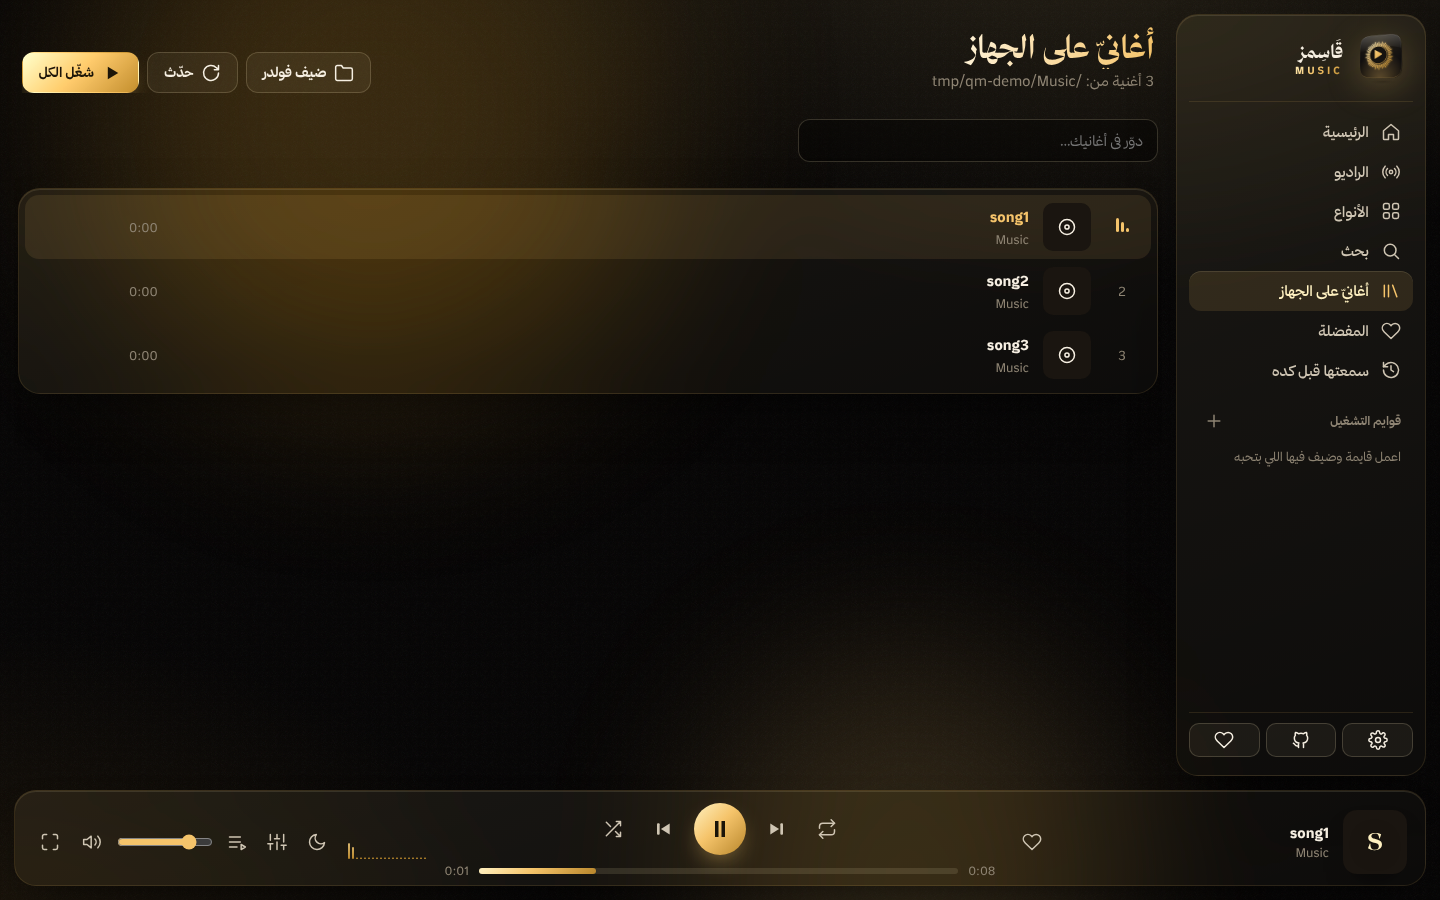 قَاسِمز
MUSIC
الرئيسية
الراديو
الأنواع
بحث
أغانيّ على الجهاز
المفضلة
سمعتها قبل كده
قوايم التشغيل
اعمل قايمة وضيف فيها اللي بتحبه
أغانيّ على الجهاز
3 أغنية من: /tmp/qm-demo/Music
ضيف فولدر
حدّث
شغّل الكل
دوّر في أغانيك...
song1
Music
0:00
2
song2
Music
0:00
3
song3
Music
0:00
S
song1
Music
0:01
0:08